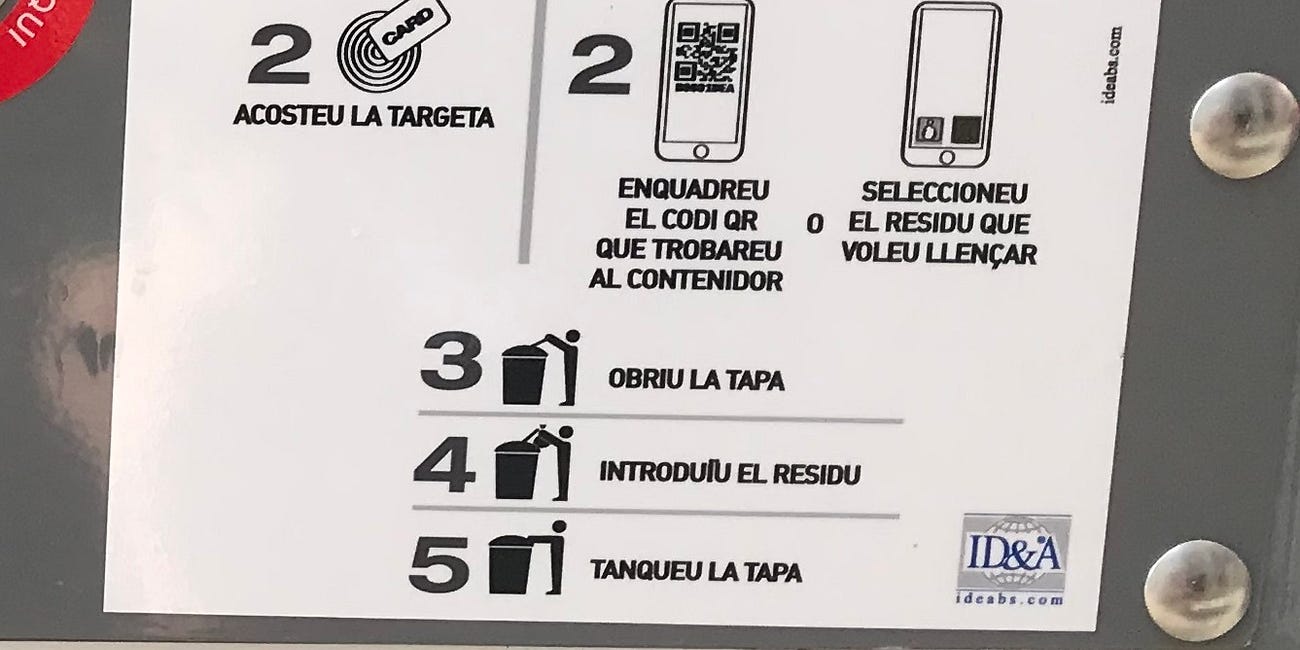 2
CARD
ACOSTEU LA TARGETA
2
ENQUADREU
EL CODI QR
QUE TROBAREU
AL CONTENIDOR
O
SELECCIONEU
EL RESIDU QUE
VOLEU LLENÇAR
ideabs.com
3
OBRIU LA TAPA
4
INTRODUÏU EL RESIDU
5
TANQUEU LA TAPA
ID&A
ideabs.com